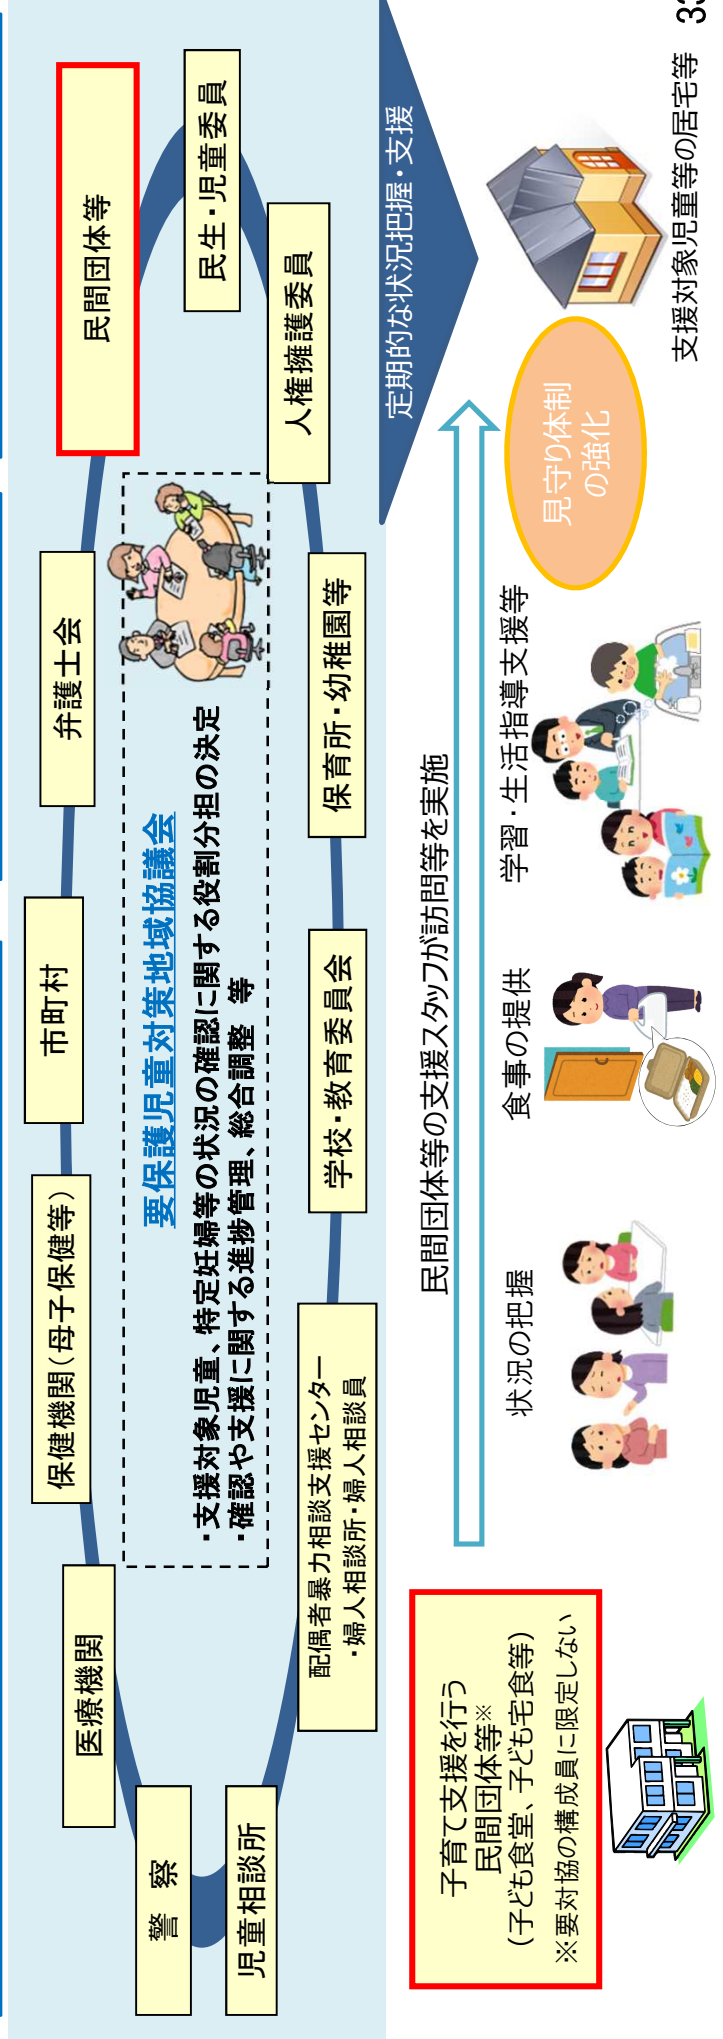 警 察
医療機関
保健機関（母子保健等）
市町村
弁護士会
民間団体等
民生・児童委員
人権擁護委員
保育所・幼稚園等
学校・教育委員会
配偶者暴力相談支援センター
・婦人相談所・婦人相談員
児童相談所
要保護児童対策地域協議会
・支援対象児童、特定妊婦等の状況の確認に関する役割分担の決定
・確認や支援に関する進捗管理、総合調整 等
定期的な状況把握・支援
子育て支援を行う
民間団体等※
（子ども食堂、子ども宅食等）
※要対協の構成員に限定しない
民間団体等の支援スタッフが訪問等を実施
状況の把握
食事の提供
学習・生活指導支援等
見守り体制
の強化
支援対象児童等の居宅等